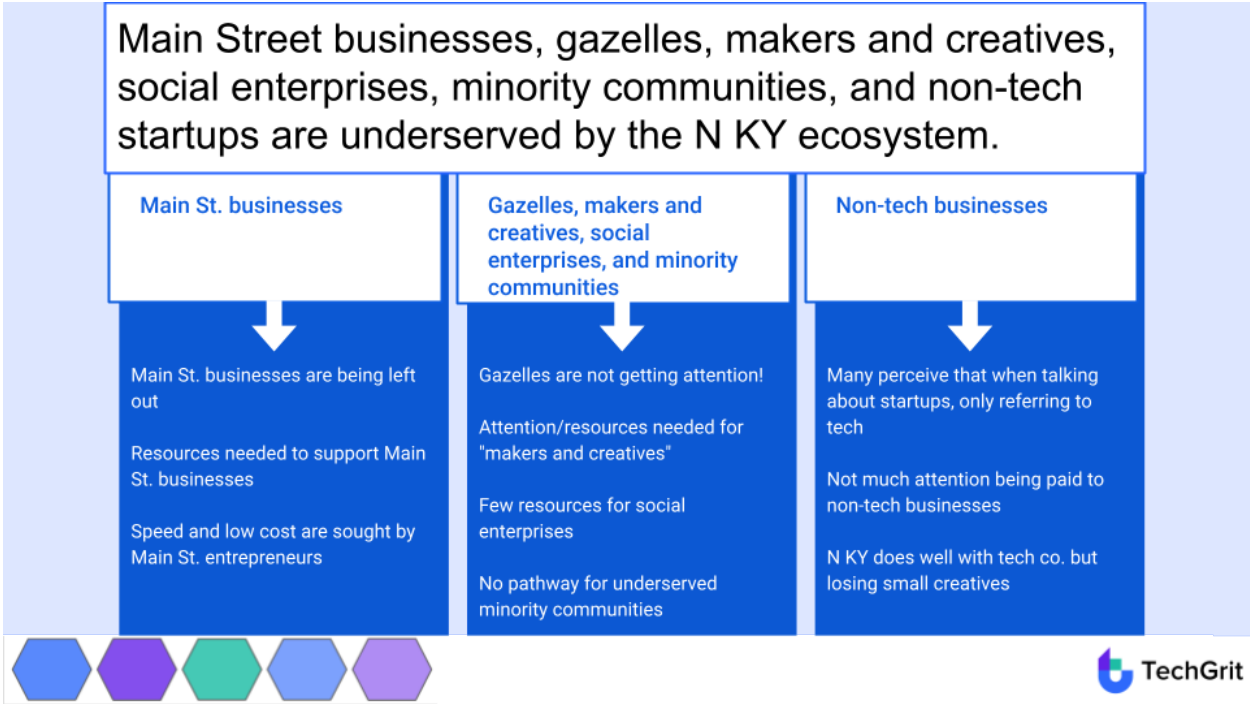 Main Street businesses, gazelles, makers and creatives,
social enterprises, minority communities, and non-tech
startups are underserved by the N KY ecosystem.
Main St. businesses
Main St. businesses are being left
out
Resources needed to support Main
St. businesses
Speed and low cost are sought by
Main St. entrepreneurs
Gazelles, makers and
creatives, social
enterprises, and minority
communities
Gazelles are not getting attention!
Attention/resources needed for
"makers and creatives"
Few resources for social
enterprises
No pathway for underserved
minority communities
Non-tech businesses
Many perceive that when talking
about startups, only referring to
tech
Not much attention being paid to
non-tech businesses
N KY does well with tech co. but
losing small creatives
TechGrit